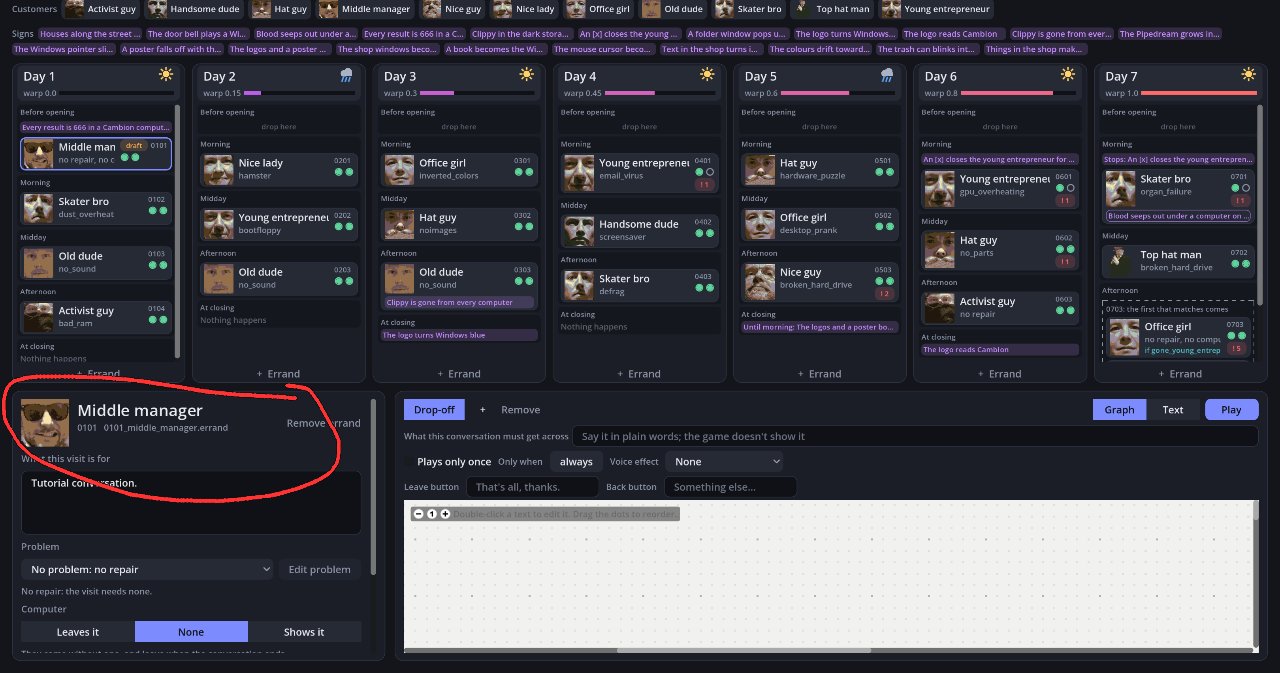 Customers Activist guy Handsome dude Hat guy Middle manager Nice guy Nice lady Office girl Old dude Skater bro Top hat man Young entrepreneur
Signs Houses along the street ... The door bell plays a Wi... Blood seeps out under a... Every result is 666 in a C... Clippy in the dark stora... An [x] closes the young ... A folder window pops u... The logo turns Windows... The logo reads Cambion Clippy is gone from ever... The Pipedream grows in...
The Windows pointer sli... A poster falls off with th... The logos and a poster ... The shop windows beco... A book becomes the Wi... The mouse cursor beco... Text in the shop turns i... The colours drift toward... The trash can blinks int... Things in the shop mak...
Day 1
warp 0.0
Before opening
Every result is 666 in a Cambion comput...
Middle man draft 0101
no repair, no c
Morning
Skater bro 0102
dust_overheat
Midday
Old dude 0103
no_sound
Afternoon
Activist guy 0104
bad_ram
At closing
Nothing happens
+ Errand
Day 2
warp 0.15
Before opening
drop here
Morning
Nice lady 0201
hamster
Midday
Young entrepreneu 0202
bootfloppy
Afternoon
Old dude 0203
no_sound
At closing
Nothing happens
+ Errand
Day 3
warp 0.3
Before opening
drop here
Morning
Office girl 0301
inverted_colors
Midday
Hat guy 0302
noimages
Afternoon
Old dude 0303
no_sound
Clippy is gone from every computer
At closing
The logo turns Windows blue
+ Errand
Day 4
warp 0.45
Before opening
drop here
Morning
Young entrepreneu 0401
email_virus
! 1
Midday
Handsome dude 0402
screensaver
Afternoon
Skater bro 0403
defrag
At closing
Nothing happens
+ Errand
Day 5
warp 0.6
Before opening
drop here
Morning
Hat guy 0501
hardware_puzzle
Midday
Office girl 0502
desktop_prank
Afternoon
Nice guy 0503
broken_hard_drive
! 2
At closing
Until morning: The logos and a poster bo...
+ Errand
Day 6
warp 0.8
Before opening
drop here
Morning
An [x] closes the young entrepreneur for ...
Young entrepreneu 0601
gpu_overheating
! 1
Midday
Hat guy 0602
no_parts
! 1
Afternoon
Activist guy 0603
no repair
At closing
The logo reads Cambion
+ Errand
Day 7
warp 1.0
Before opening
drop here
Morning
Stops: An [x] closes the young entrepren...
Skater bro 0701
organ_failure
! 1
Blood seeps out under a computer on ...
Midday
Top hat man 0702
broken_hard_drive
Afternoon
0703: the first that matches comes
Office girl 0703
no repair, no compu
if gone_young_entrep
! 5
+ Errand
Middle manager
0101 0101_middle_manager.errand
Remove errand
What this visit is for
Tutorial conversation.
Problem
No problem: no repair
Edit problem
No repair: the visit needs none.
Computer
Leaves it None Shows it
They come without one, and leave when the conversation ends.
Drop-off + Remove Graph Text Play
What this conversation must get across Say it in plain words; the game doesn't show it
Plays only once Only when always Voice effect None
Leave button That's all, thanks. Back button Something else...
1 Double-click a text to edit it. Drag the dots to reorder.